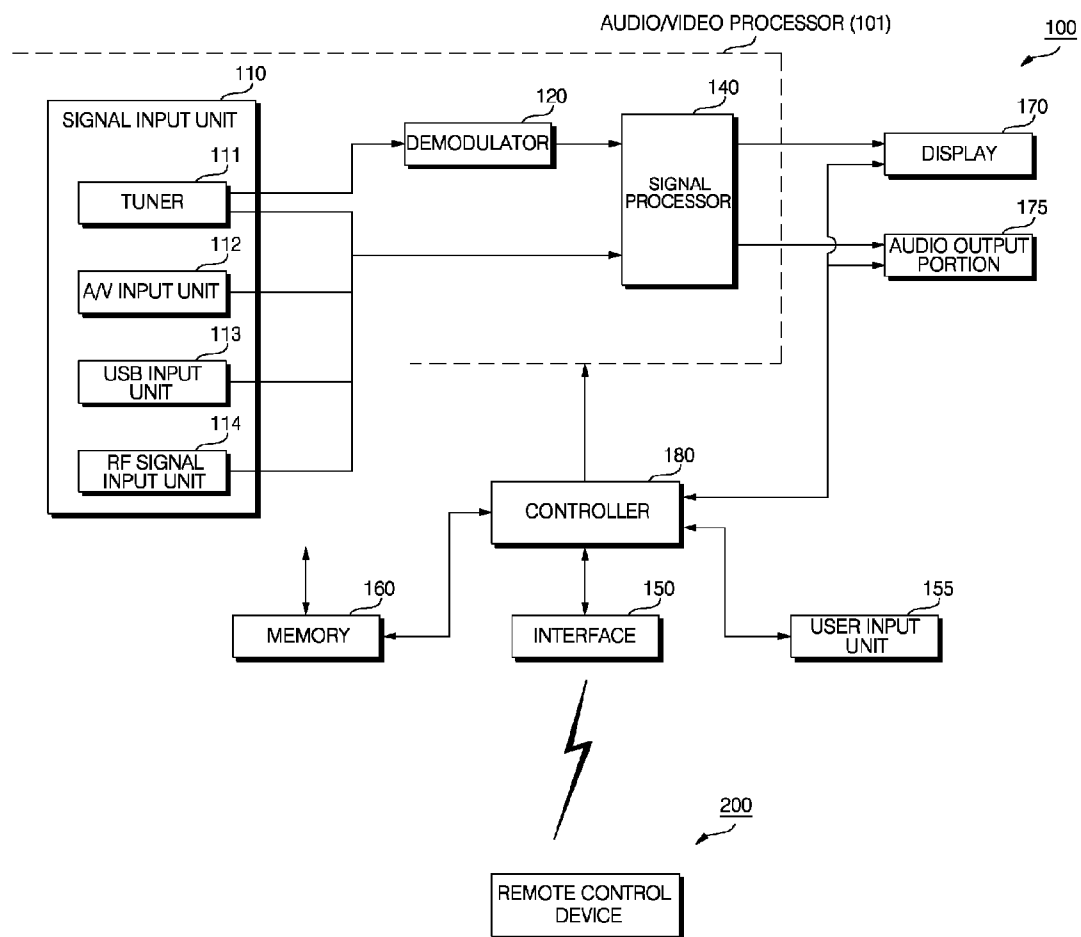 AUDIO/VIDEO PROCESSOR (101)
100
110
SIGNAL INPUT UNIT
120
DEMODULATOR
140
SIGNAL
PROCESSOR
170
DISPLAY
111
TUNER
175
AUDIO OUTPUT
PORTION
112
A/V INPUT UNIT
113
USB INPUT
UNIT
114
RF SIGNAL
INPUT UNIT
180
CONTROLLER
160
MEMORY
150
INTERFACE
155
USER INPUT
UNIT
200
REMOTE CONTROL
DEVICE